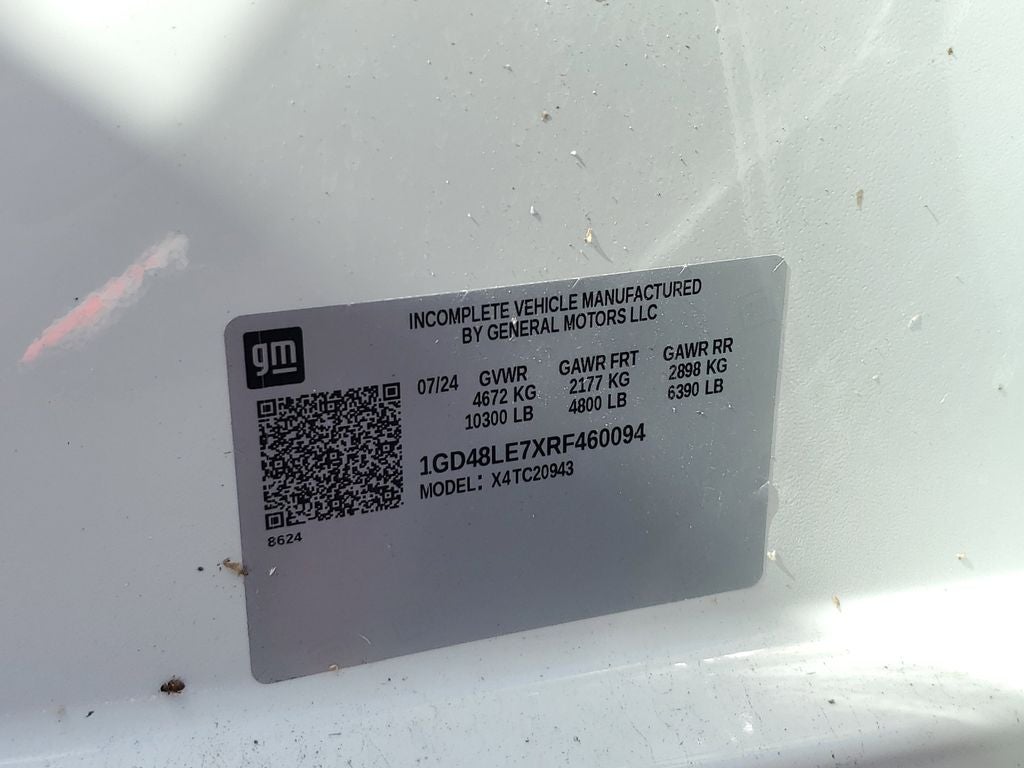 INCOMPLETE VEHICLE MANUFACTURED
BY GENERAL MOTORS LLC
gm
07/24 GVWR GAWR FRT GAWR RR
4672 KG 2177 KG 2898 KG
10300 LB 4800 LB 6390 LB
1GD48LE7XRF460094
MODEL: X4TC20943
8624